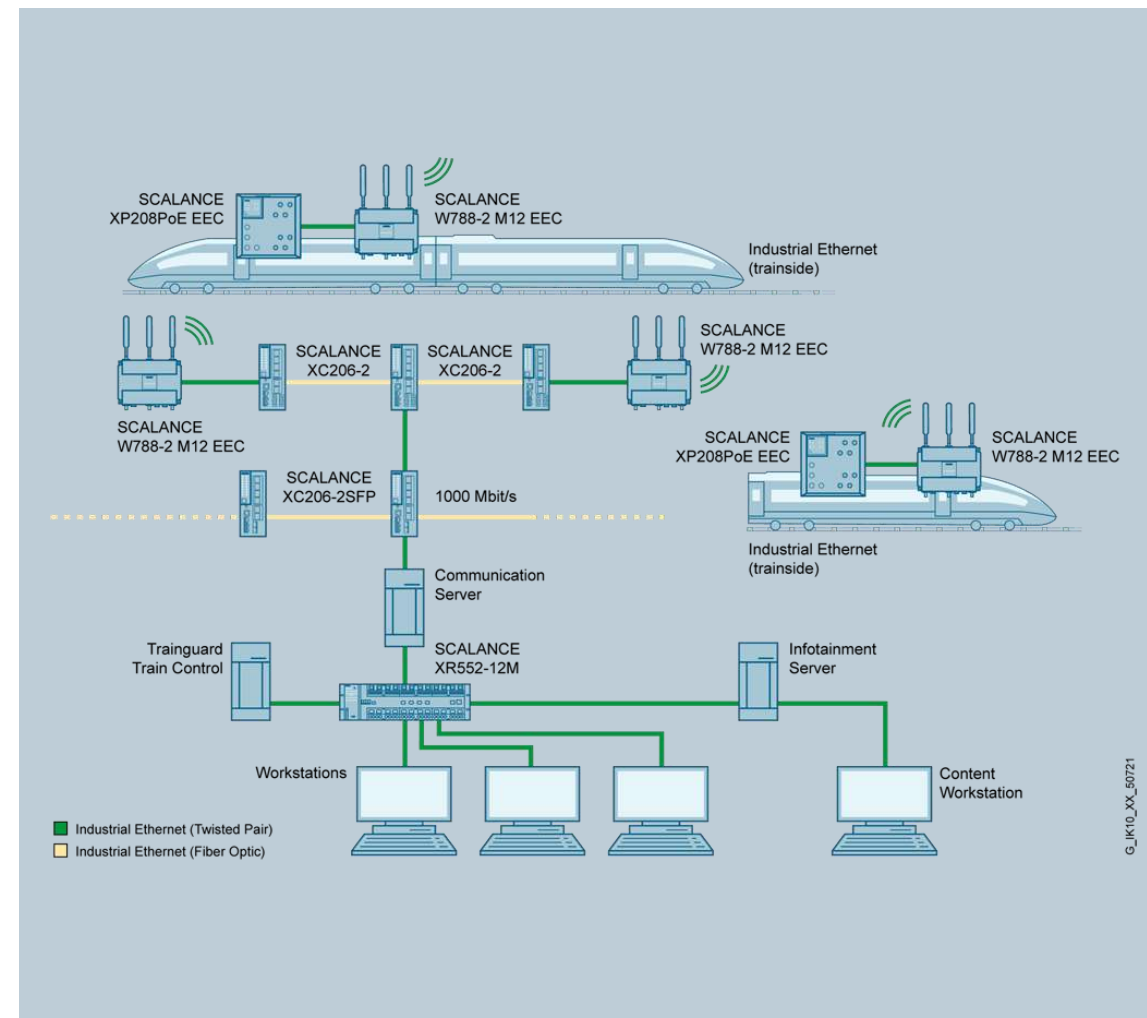 SCALANCE
XP208PoE EEC
SCALANCE
W788-2 M12 EEC
Industrial Ethernet
(trainside)
SCALANCE
W788-2 M12 EEC
SCALANCE
XC206-2
SCALANCE
XC206-2
SCALANCE
W788-2 M12 EEC
SCALANCE
XP208PoE EEC
SCALANCE
W788-2 M12 EEC
SCALANCE
XC206-2SFP
1000 Mbit/s
Industrial Ethernet
(trainside)
Communication
Server
Trainguard
Train Control
SCALANCE
XR552-12M
Infotainment
Server
Workstations
Content
Workstation
Industrial Ethernet (Twisted Pair)
Industrial Ethernet (Fiber Optic)
G_IK10_XX_50721